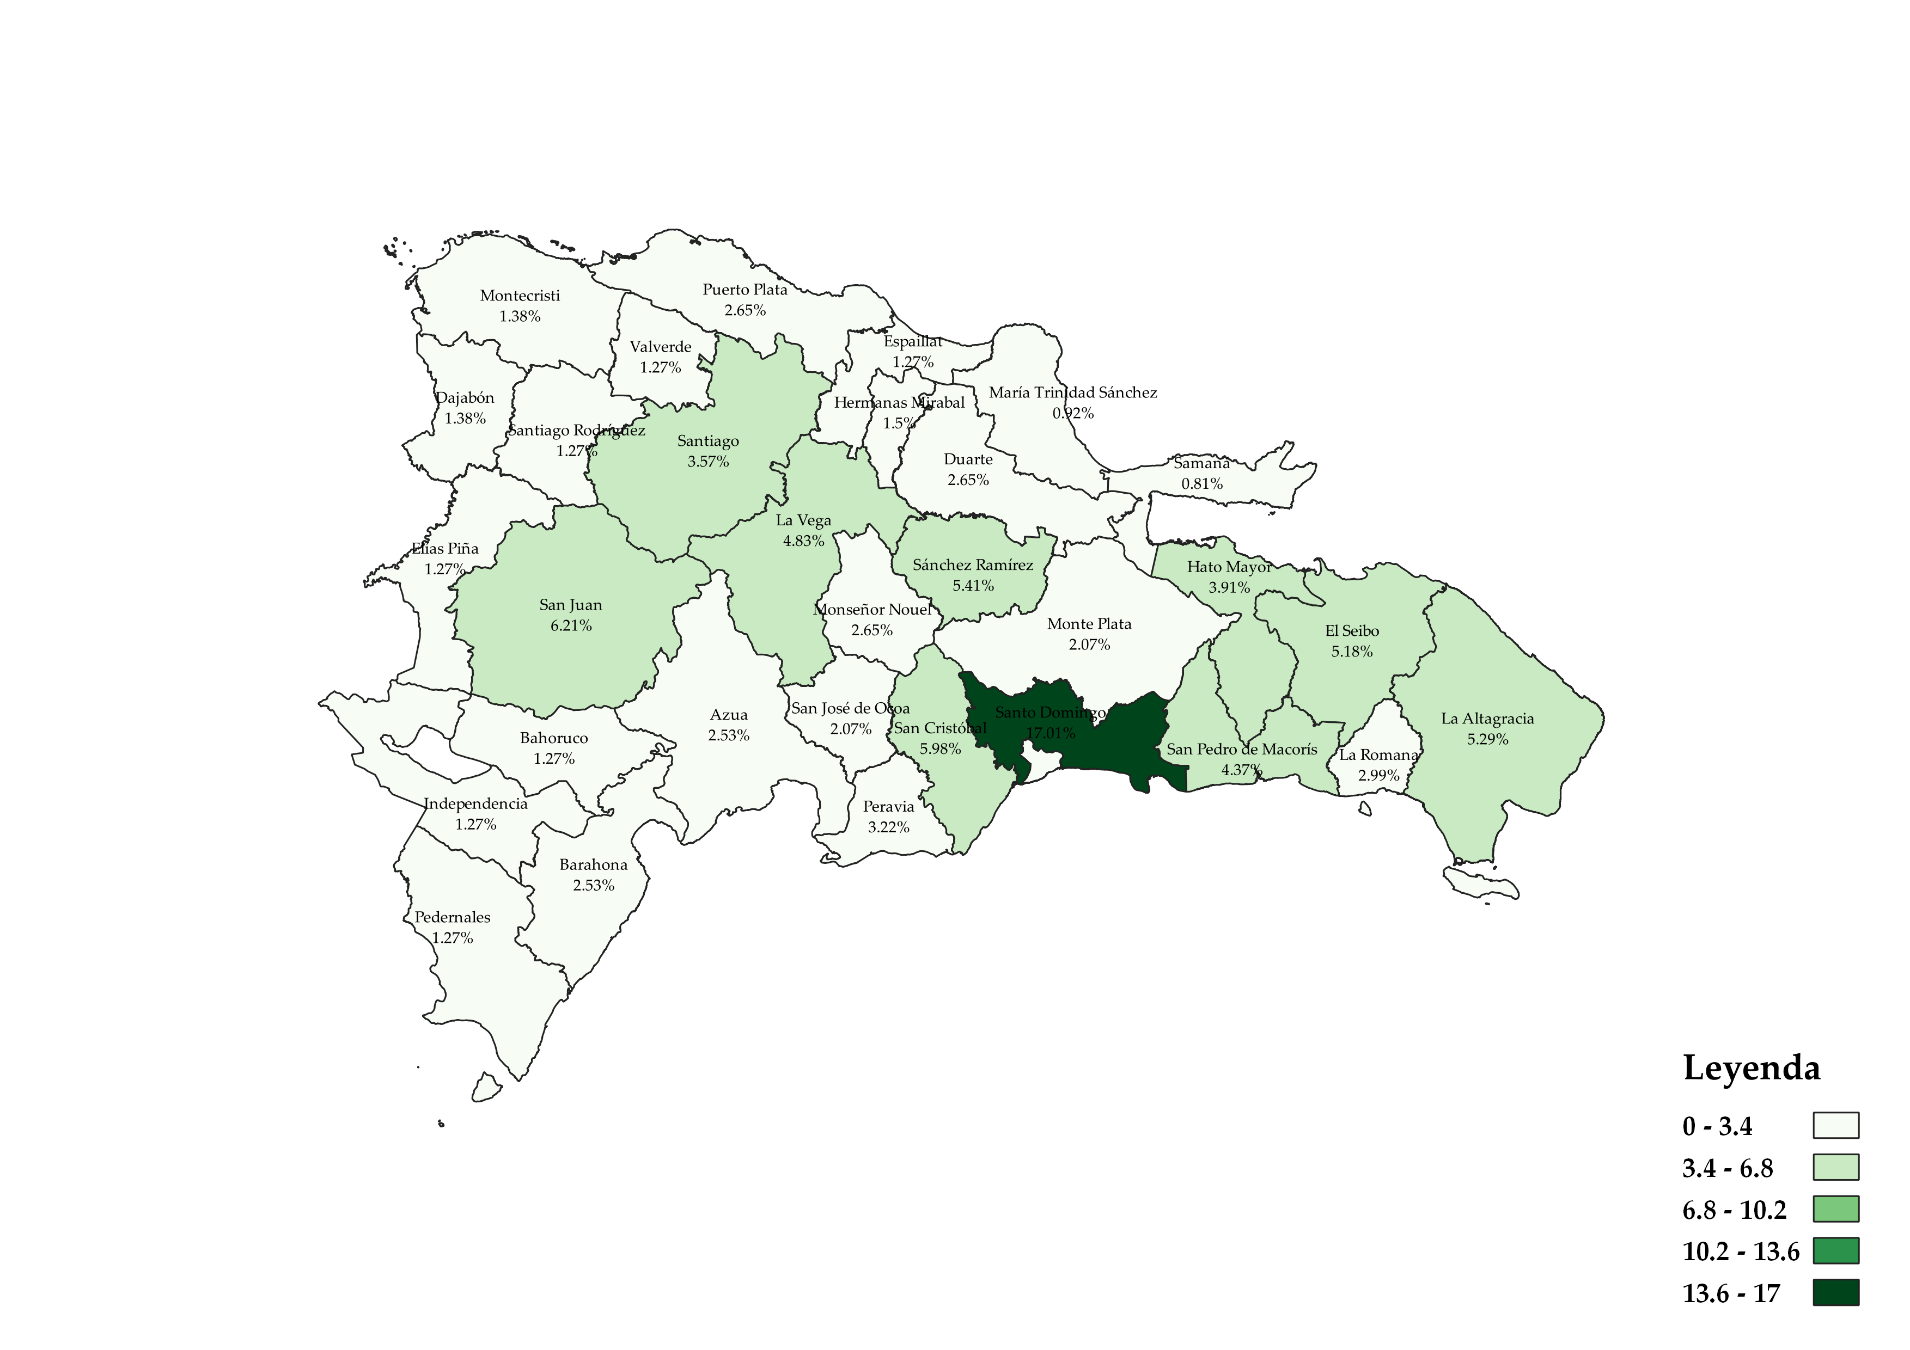 Puerto Plata
2.65%
Montecristi
1.38%
Valverde
1.27%
Espaillat
1.27%
Dajabón
1.38%
Santiago Rodríguez
1.27%
Santiago
3.57%
Hermanas Mirabal
1.5%
María Trinidad Sánchez
0.92%
Duarte
2.65%
Samaná
0.81%
La Vega
4.83%
Elías Piña
1.27%
San Juan
6.21%
Sánchez Ramírez
5.41%
Hato Mayor
3.91%
Monseñor Nouel
2.65%
Monte Plata
2.07%
El Seibo
5.18%
Azua
2.53%
San José de Ocoa
2.07%
San Cristóbal
5.98%
Santo Domingo
17.01%
La Altagracia
5.29%
Bahoruco
1.27%
San Pedro de Macorís
4.37%
La Romana
2.99%
Independencia
1.27%
Peravia
3.22%
Barahona
2.53%
Pedernales
1.27%
Leyenda
0 - 3.4
3.4 - 6.8
6.8 - 10.2
10.2 - 13.6
13.6 - 17